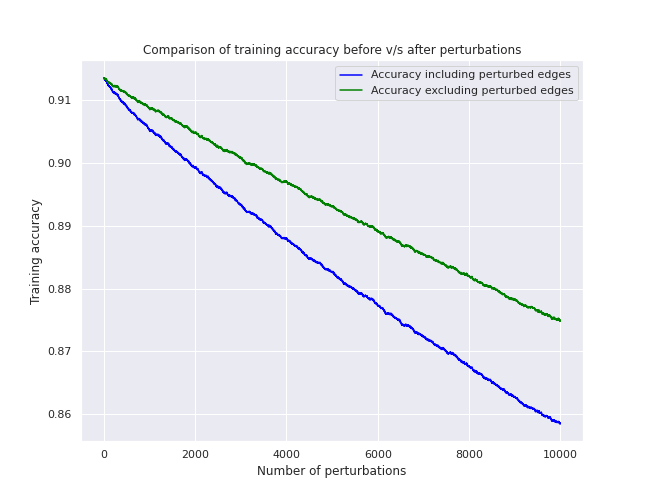 Comparison of training accuracy before v/s after perturbations
Accuracy including perturbed edges
Accuracy excluding perturbed edges
0.91
0.90
0.89
0.88
0.87
0.86
Training accuracy
0 2000 4000 6000 8000 10000
Number of perturbations